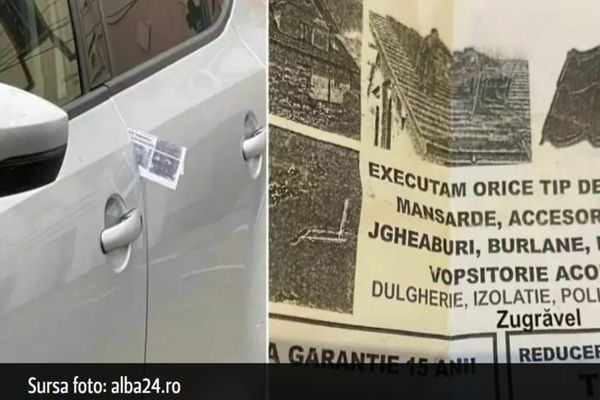 EXECUTAM ORICE TIP DE
MANSARDE, ACCESOR
JGHEABURI, BURLANE,
VOPSITORIE ACO
DULGHERIE, IZOLATIE, POLI
Zugrăvel
A GARANTIE 15 ANI!
REDUCER
Sursa foto: alba24.ro